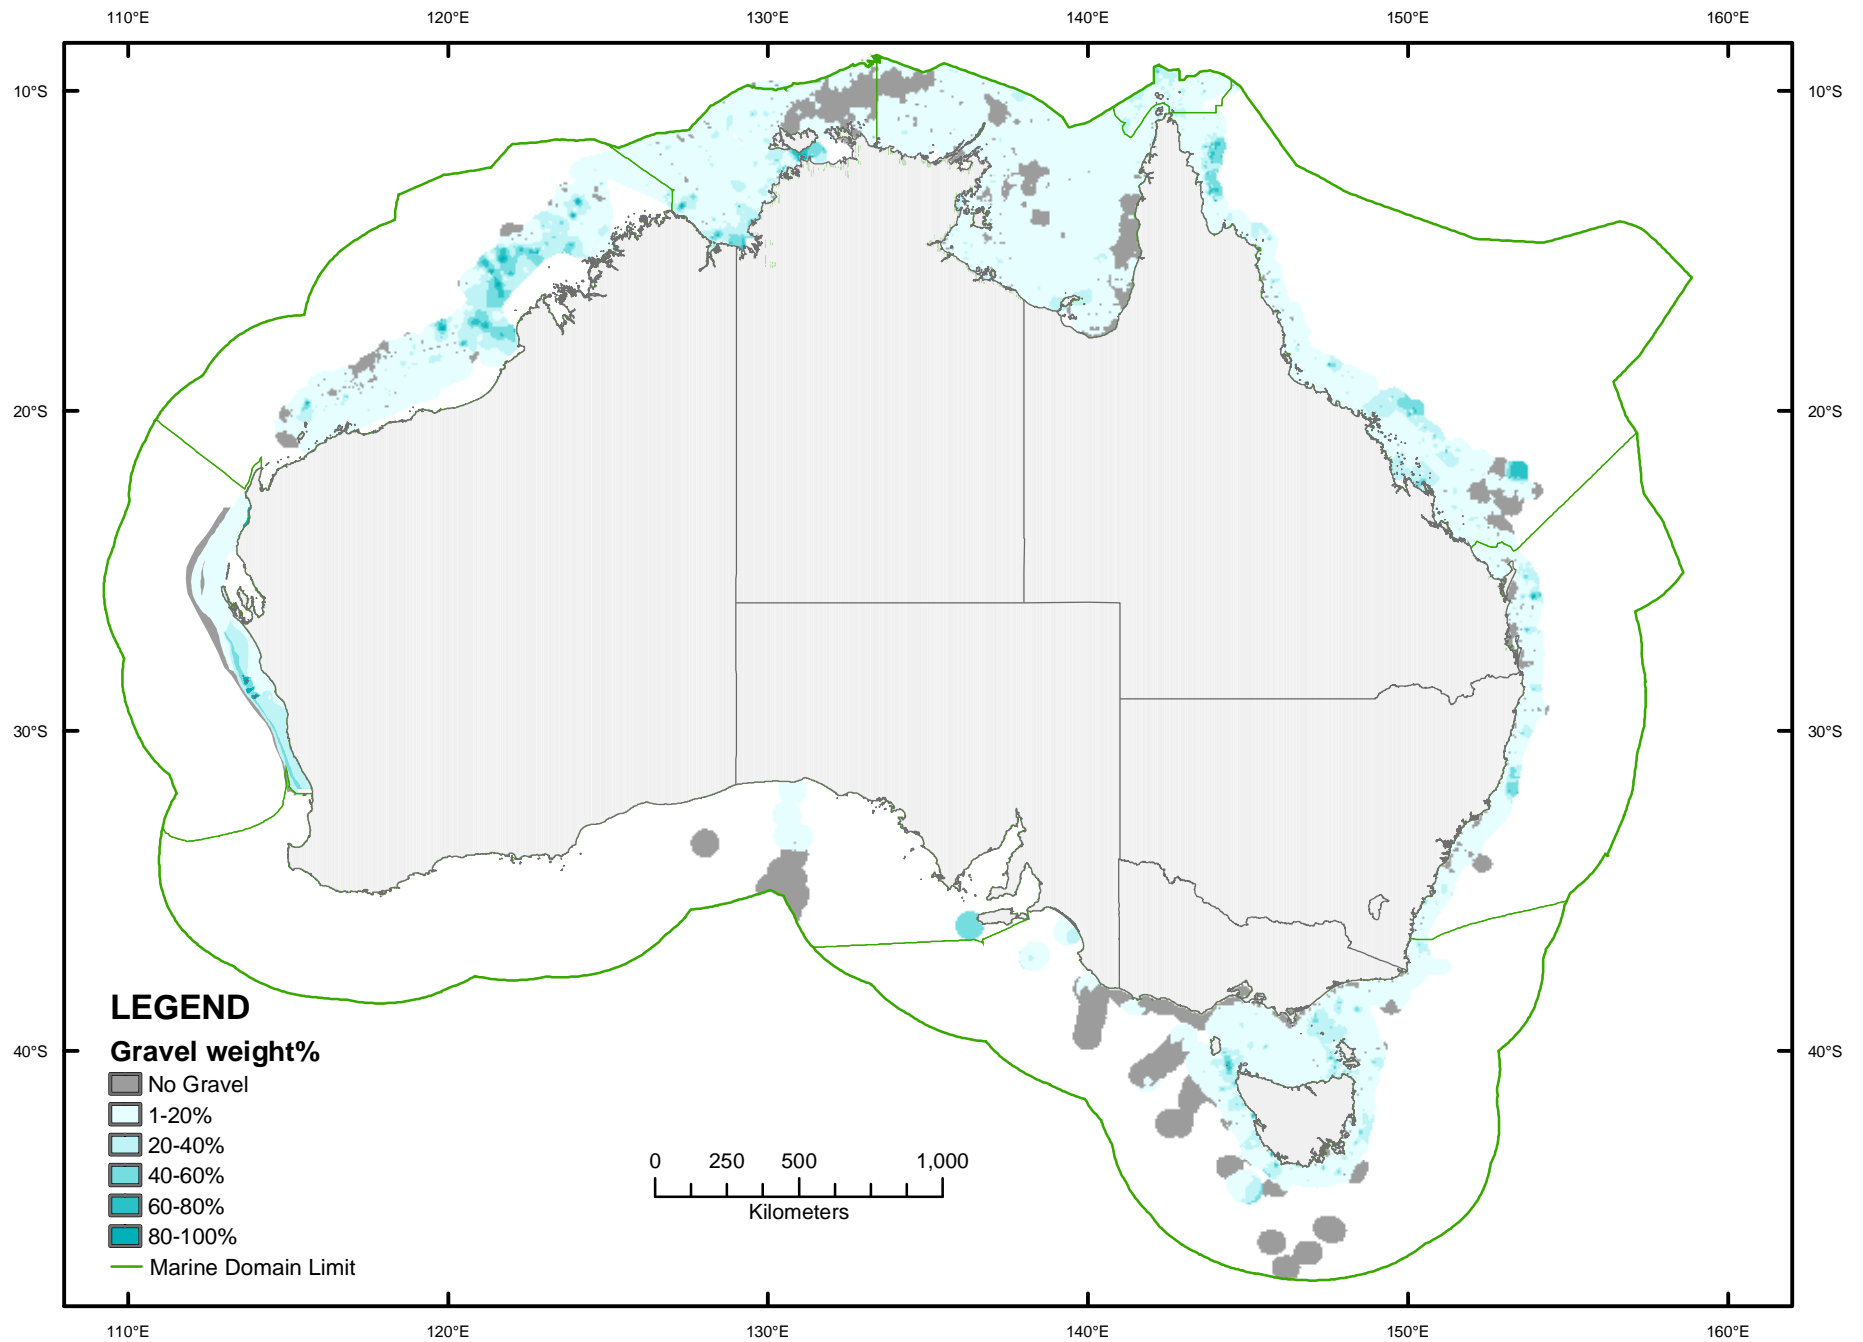 110°E 120°E 130°E 140°E 150°E 160°E
10°S 10°S
20°S 20°S
30°S 30°S
40°S 40°S
LEGEND
Gravel weight%
No Gravel
1-20%
20-40%
40-60%
60-80%
80-100%
Marine Domain Limit
0 250 500 1,000
Kilometers
110°E 120°E 130°E 140°E 150°E 160°E